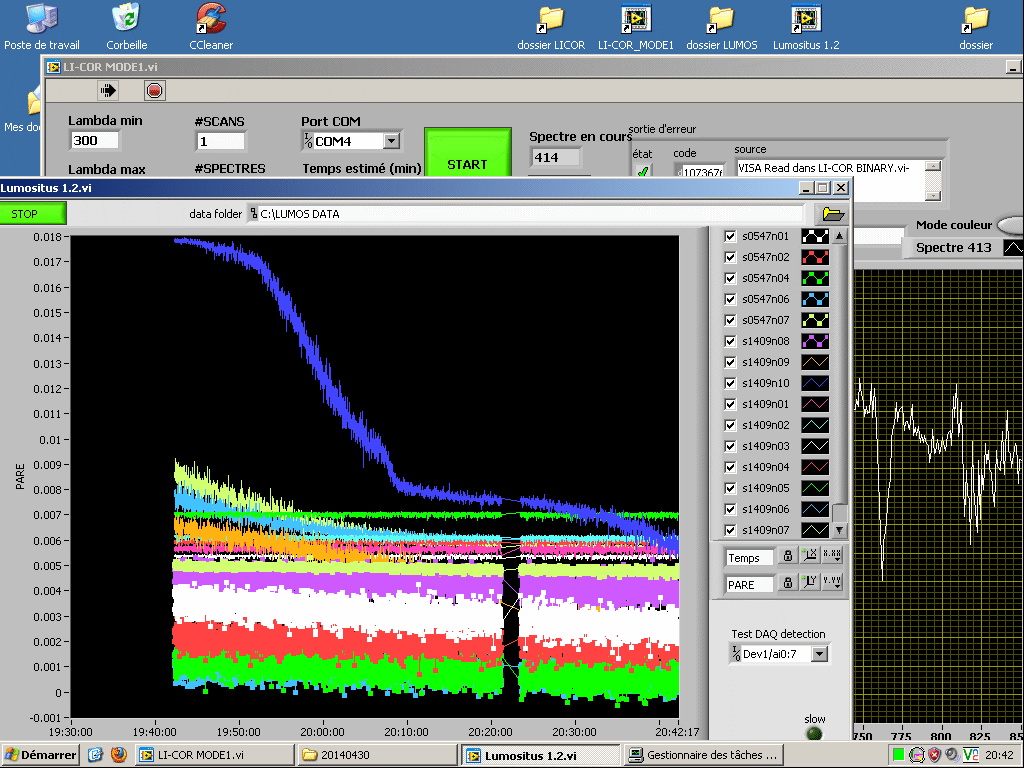 Poste de travail
Corbeille
CCleaner
dossier LICOR
LI-COR_MODE1
dossier LUMOS
Lumositus 1.2
dossier
Mes do
LI-COR MODE1.vi
Lambda min
#SCANS
Port COM
300
1
COM4
START
Spectre en cours
414
sortie d'erreur
état
code
source
VISA Read dans LI-COR BINARY.vi-
Lambda max
#SPECTRES
Temps estimé (min)
Lumositus 1.2.vi
STOP
data folder
C:\LUMOS DATA
Mode couleur
Spectre 413
PARE
0.018
0.017
0.016
0.015
0.014
0.013
0.012
0.011
0.01
0.009
0.008
0.007
0.006
0.005
0.004
0.003
0.002
0.001
0
-0.001
19:30:00
19:40:00
19:50:00
20:00:00
20:10:00
20:20:00
20:30:00
20:42:17
s0547n01
s0547n02
s0547n04
s0547n06
s0547n07
s1409n08
s1409n09
s1409n10
s1409n01
s1409n02
s1409n03
s1409n04
s1409n05
s1409n06
s1409n07
Temps
PARE
Test DAQ detection
Dev1/ai0:7
slow
750
775
800
825
Démarrer
LI-COR MODE1.vi
20140430
Lumositus 1.2.vi
Gestionnaire des tâches ...
20:42